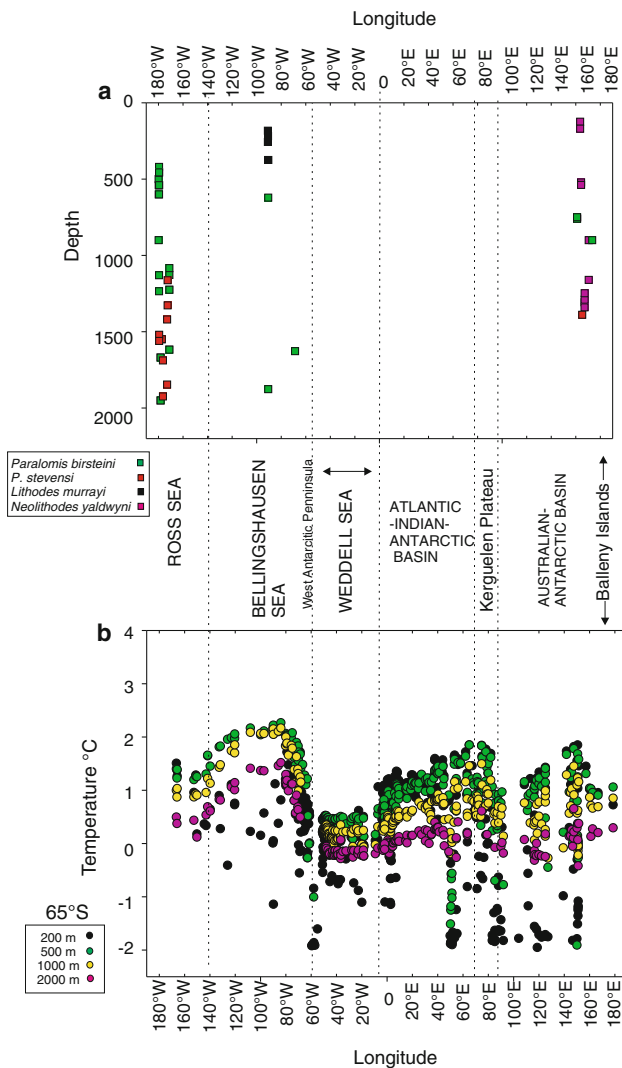 Longitude
180°W 160°W 140°W 120°W 100°W 80°W 60°W 40°W 20°W 0 20°E 40°E 60°E 80°E 100°E 120°E 140°E 160°E 180°E
a
0
500
1000
1500
2000
Depth
Paralomis birsteini
P. stevensi
Lithodes murrayi
Neolithodes yaldwyni
ROSS SEA
BELLINGSHAUSEN
SEA
West Antarcitic Penninsula
WEDDELL SEA
ATLANTIC
-INDIAN-
ANTARCTIC
BASIN
Kerguelen Plateau
AUSTRALIAN-
ANTARCTIC BASIN
Balleny Islands
b
4
3
2
1
0
-1
-2
Temperature °C
65°S
200 m
500 m
1000 m
2000 m
180°W 160°W 140°W 120°W 100°W 80°W 60°W 40°W 20°W 0 20°E 40°E 60°E 80°E 100°E 120°E 140°E 160°E 180°E
Longitude